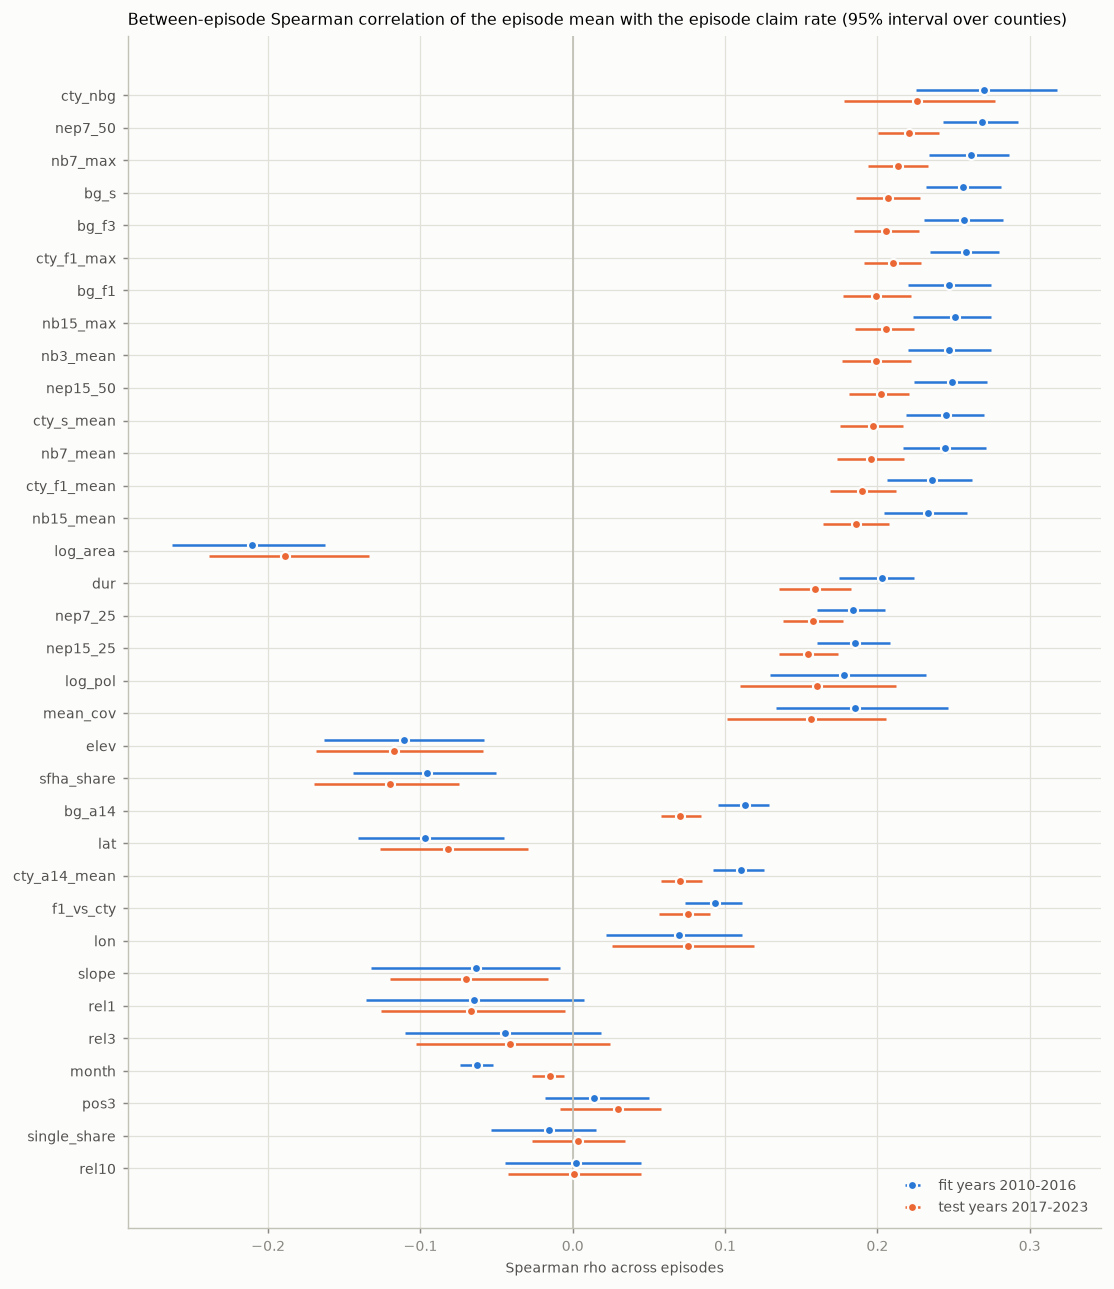 Between-episode Spearman correlation of the episode mean with the episode claim rate (95% interval over counties)
cty_nbg
nep7_50
nb7_max
bg_s
bg_f3
cty_f1_max
bg_f1
nb15_max
nb3_mean
nep15_50
cty_s_mean
nb7_mean
cty_f1_mean
nb15_mean
log_area
dur
nep7_25
nep15_25
log_pol
mean_cov
elev
sfha_share
bg_a14
lat
cty_a14_mean
f1_vs_cty
lon
slope
rel1
rel3
month
pos3
single_share
rel10
fit years 2010-2016
test years 2017-2023
−0.2 −0.1 0.0 0.1 0.2 0.3
Spearman rho across episodes